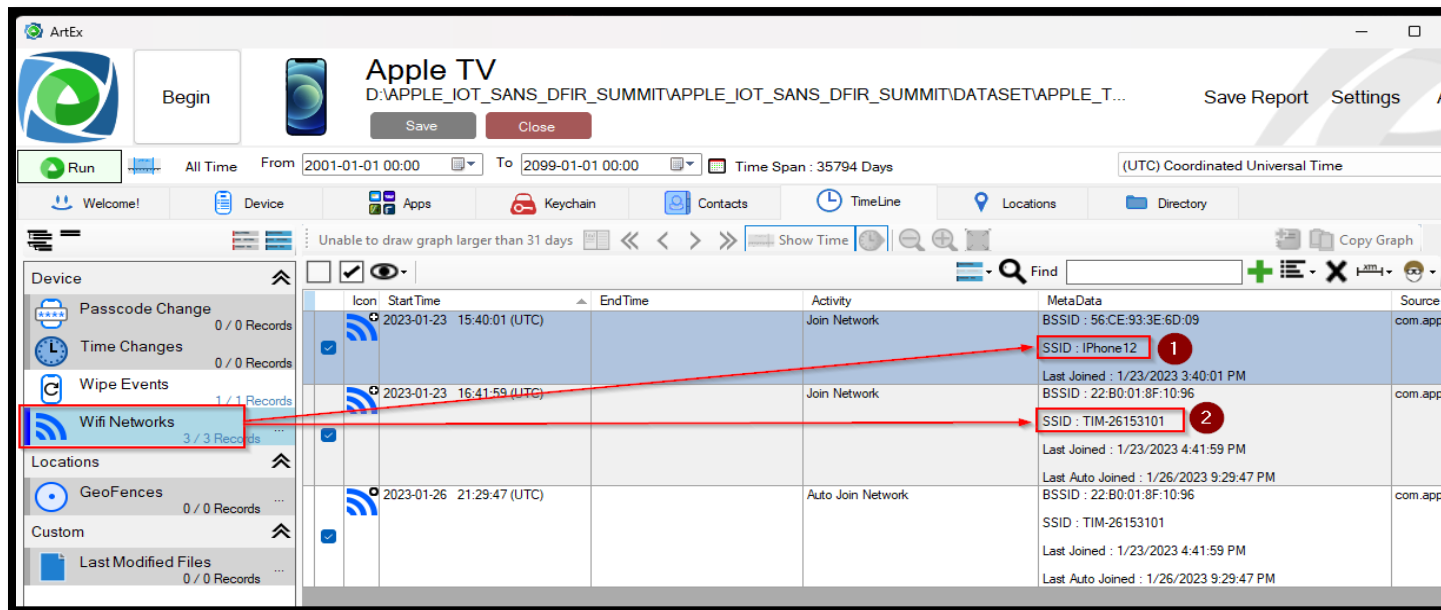 ArtEx
Begin
Apple TV
D:\APPLE_IOT_SANS_DFIR_SUMMIT\APPLE_IOT_SANS_DFIR_SUMMIT\DATASET\APPLE_T...
Save Report Settings A
Save Close
Run All Time From 2001-01-01 00:00 To 2099-01-01 00:00 Time Span : 35794 Days (UTC) Coordinated Universal Time
Welcome! Device Apps Keychain Contacts TimeLine Locations Directory
Unable to draw graph larger than 31 days Show Time Copy Graph
Device
Find
Icon StartTime EndTime Activity MetaData Source
Passcode Change
0 / 0 Records
Time Changes
0 / 0 Records
Wipe Events
1 / 1 Records
Wifi Networks ...
3 / 3 Records
Locations
GeoFences ...
0 / 0 Records
Custom
Last Modified Files ...
0 / 0 Records
2023-01-23 15:40:01 (UTC) Join Network BSSID : 56:CE:93:3E:6D:09 com.app
SSID : IPhone12 1
Last Joined : 1/23/2023 3:40:01 PM
2023-01-23 16:41:59 (UTC) Join Network BSSID : 22:B0:01:8F:10:96 com.app
SSID : TIM-26153101 2
Last Joined : 1/23/2023 4:41:59 PM
Last Auto Joined : 1/26/2023 9:29:47 PM
2023-01-26 21:29:47 (UTC) Auto Join Network BSSID : 22:B0:01:8F:10:96 com.app
SSID : TIM-26153101
Last Joined : 1/23/2023 4:41:59 PM
Last Auto Joined : 1/26/2023 9:29:47 PM